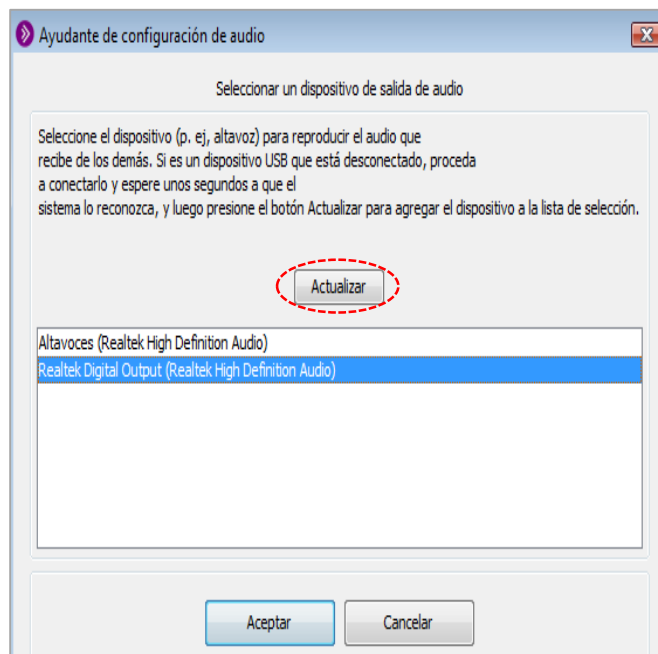 Ayudante de configuración de audio
Seleccionar un dispositivo de salida de audio
Seleccione el dispositivo (p. ej, altavoz) para reproducir el audio que
recibe de los demás. Si es un dispositivo USB que está desconectado, proceda
a conectarlo y espere unos segundos a que el
sistema lo reconozca, y luego presione el botón Actualizar para agregar el dispositivo a la lista de selección.
Actualizar
Altavoces (Realtek High Definition Audio)
Realtek Digital Output (Realtek High Definition Audio)
Aceptar
Cancelar